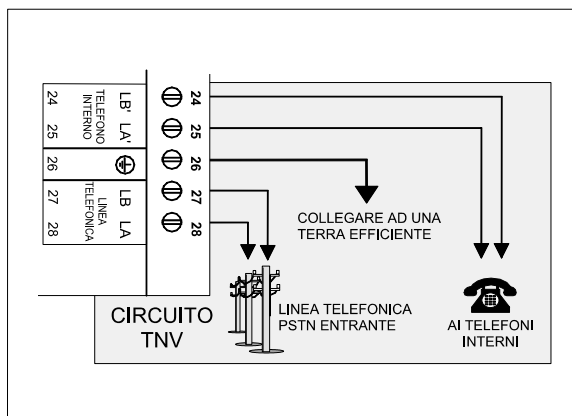 24 LB' TELEFONO 24
25 LA' INTERNO 25
26 26
27 LB LINEA 27
28 LA TELEFONICA 28
COLLEGARE AD UNA
TERRA EFFICIENTE
CIRCUITO
TNV
LINEA TELEFONICA
PSTN ENTRANTE
AI TELEFONI
INTERNI